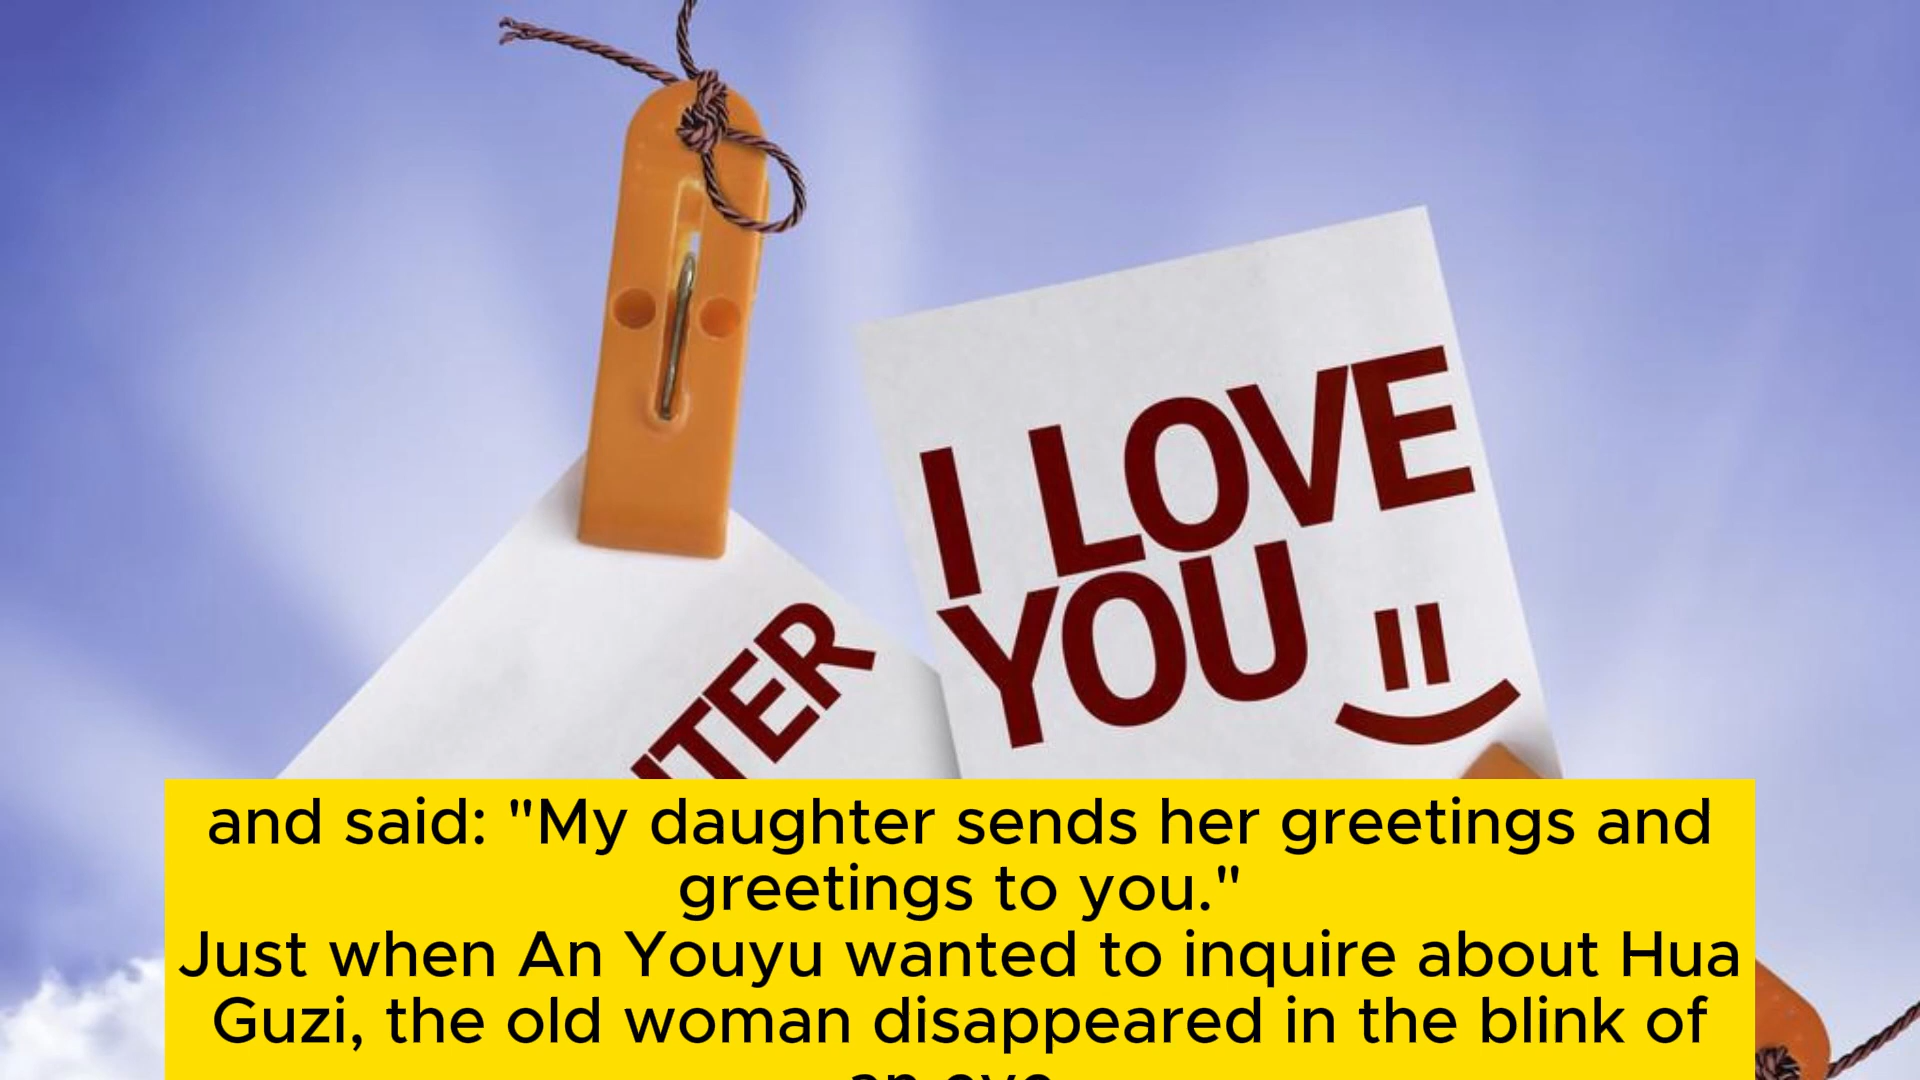 I LOVE
YOU
and said: "My daughter sends her greetings and
greetings to you."
Just when An Youyu wanted to inquire about Hua
Guzi, the old woman disappeared in the blink of